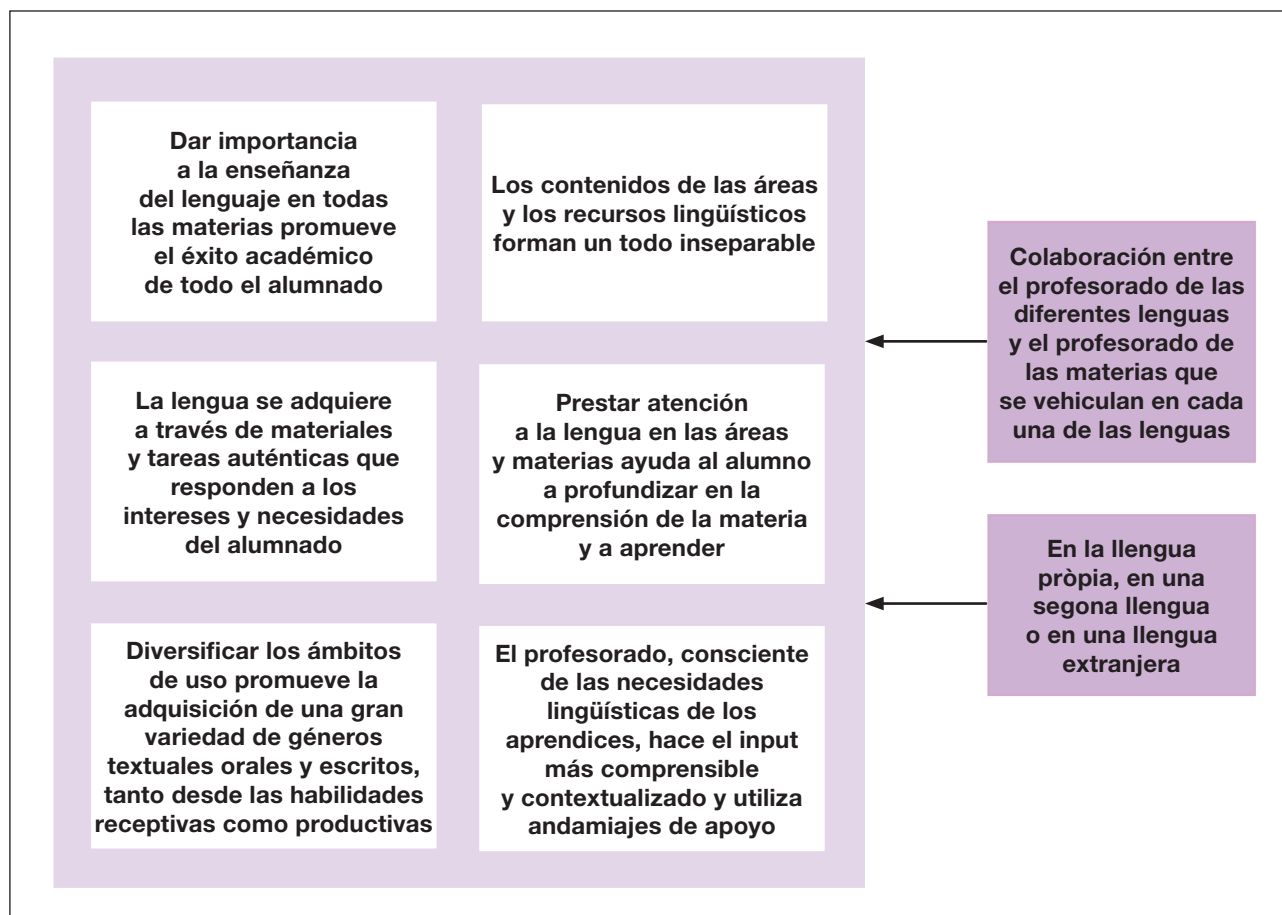 Dar importancia
a la enseñanza
del lenguaje en todas
las materias promueve
el éxito académico
de todo el alumnado
Los contenidos de las áreas
y los recursos lingüísticos
forman un todo inseparable
La lengua se adquiere
a través de materiales
y tareas auténticas que
responden a los
intereses y necesidades
del alumnado
Prestar atención
a la lengua en las áreas
y materias ayuda al alumno
a profundizar en la
comprensión de la materia
y a aprender
Diversificar los ámbitos
de uso promueve la
adquisición de una gran
variedad de géneros
textuales orales y escritos,
tanto desde las habilidades
receptivas como productivas
El profesorado, consciente
de las necesidades
lingüísticas de los
aprendices, hace el input
más comprensible
y contextualizado y utiliza
andamiajes de apoyo
Colaboración entre
el profesorado de las
diferentes lenguas
y el profesorado de
las materias que
se vehiculan en cada
una de las lenguas
En la llengua
pròpia, en una
segona llengua
o en una llengua
extranjera